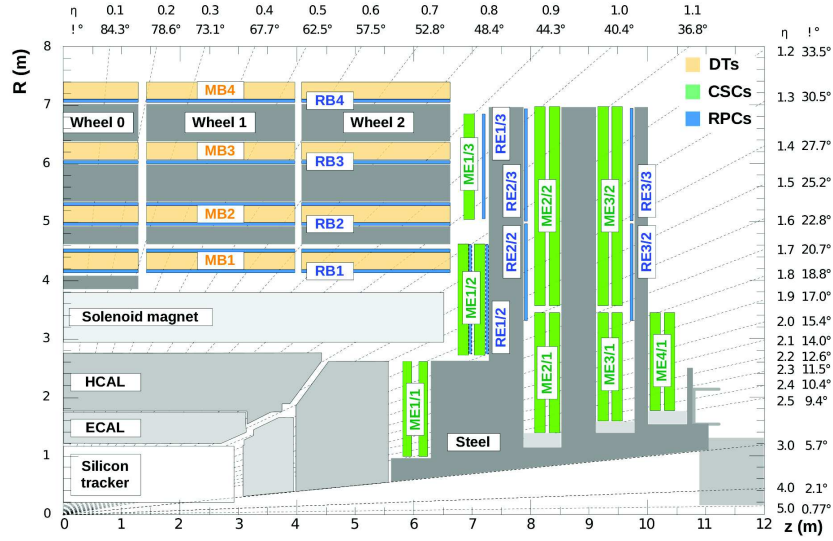 η 0.1 0.2 0.3 0.4 0.5 0.6 0.7 0.8 0.9 1.0 1.1
!° 84.3° 78.6° 73.1° 67.7° 62.5° 57.5° 52.8° 48.4° 44.3° 40.4° 36.8° η !°
R (m)
8 1.2 33.5°
DTs
CSCs
RPCs
MB4
RB4
7 1.3 30.5°
Wheel 0 Wheel 1 Wheel 2
MB3
RB3
6 1.4 27.7°
1.5 25.2°
MB2
RB2
5 1.6 22.8°
MB1
RB1
1.7 20.7°
4 1.8 18.8°
1.9 17.0°
Solenoid magnet
2.0 15.4°
3 2.1 14.0°
2.2 12.6°
2.3 11.5°
2.4 10.4°
2.5 9.4°
HCAL
2
ECAL
1 3.0 5.7°
Silicon
tracker
Steel
4.0 2.1°
0 5.0 0.77°
ME1/3
RE1/3
RE2/3
ME2/2
ME3/2
RE3/3
ME1/2
RE1/2
RE2/2
RE3/2
ME1/1
ME2/1
ME3/1
ME4/1
0 1 2 3 4 5 6 7 8 9 10 11 12 z (m)